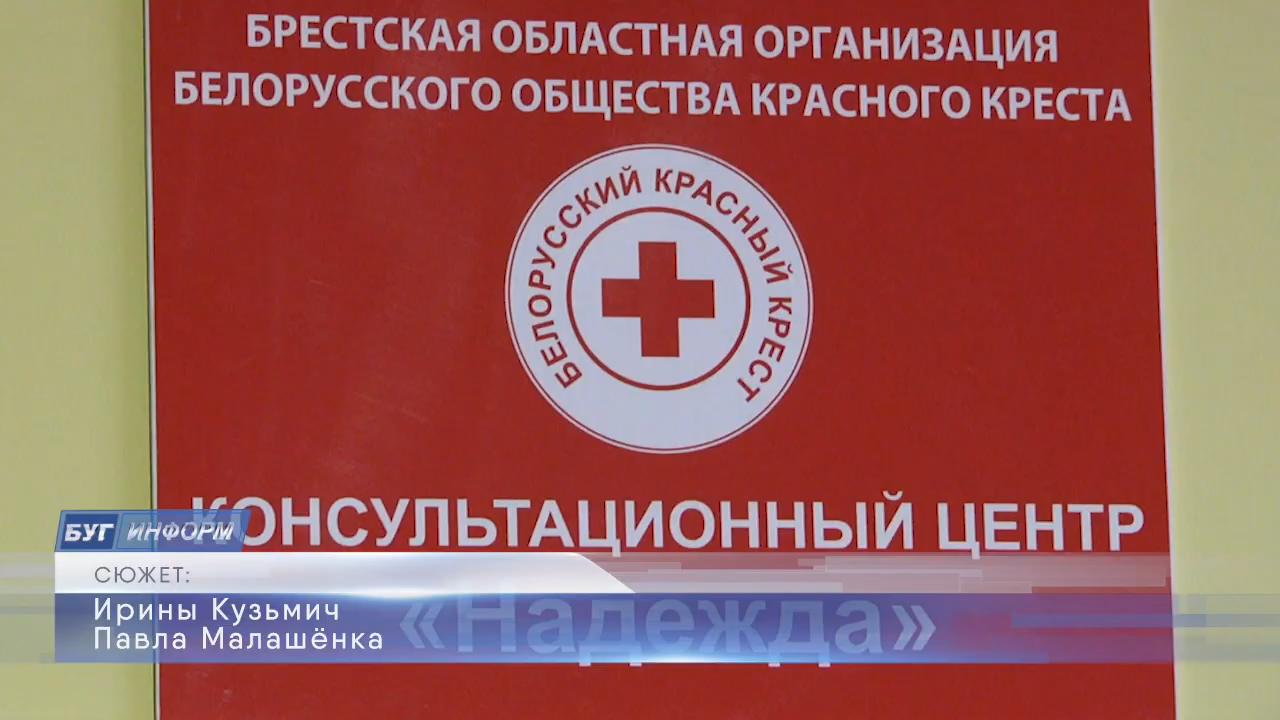 БРЕСТСКАЯ ОБЛАСТНАЯ ОРГАНИЗАЦИЯ
БЕЛОРУССКОГО ОБЩЕСТВА КРАСНОГО КРЕСТА
БЕЛОРУССКИЙ КРАСНЫЙ КРЕСТ
КОНСУЛЬТАЦИОННЫЙ ЦЕНТР
«Надежда»
БУГ ИНФОРМ
СЮЖЕТ:
Ирины Кузьмич
Павла Малашёнка